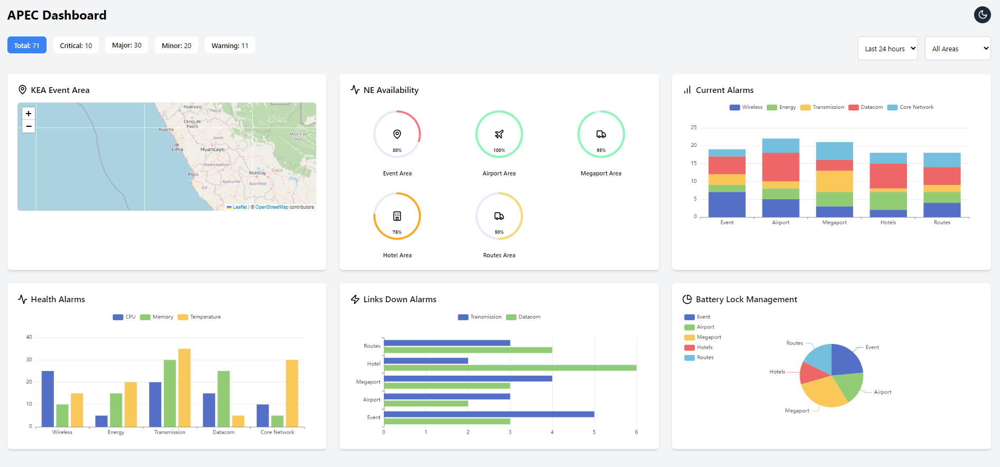 APEC Dashboard
Total: 71
Critical: 10
Major: 30
Minor: 20
Warning: 11
Last 24 hours
All Areas
KEA Event Area
+
−
Huánuco
Pasco
Cerro de
Pasco
Huacho
Junín
Madre de
Dios
Lima
Huancayo
Huancavelica
Cusco
Pisco
Abancay
Ayacucho
Apurímac
Ica
Leaflet | © OpenStreetMap contributors
NE Availability
30%
Event Area
100%
Airport Area
95%
Megaport Area
76%
Hotel Area
50%
Routes Area
Current Alarms
Wireless Energy Transmission Datacom Core Network
25
20
15
10
5
0
Event Airport Megaport Hotels Routes
Health Alarms
CPU Memory Temperature
40
30
20
10
0
Wireless Energy Transmission Datacom Core Network
Links Down Alarms
Transmission Datacom
Routes
Hotel
Megaport
Airport
Event
0 1 2 3 4 5 6
Battery Lock Management
Event
Airport
Megaport
Hotels
Routes
Routes
Event
Hotels
Airport
Megaport